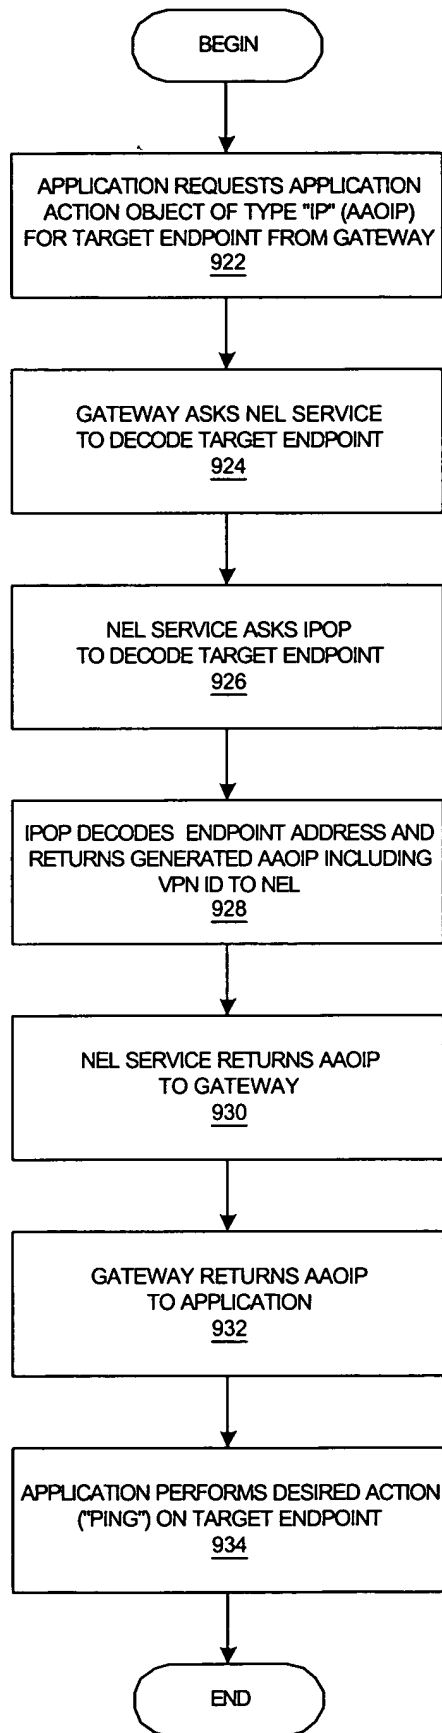 BEGIN
APPLICATION REQUESTS APPLICATION
ACTION OBJECT OF TYPE "IP" (AAOIP)
FOR TARGET ENDPOINT FROM GATEWAY
922
GATEWAY ASKS NEL SERVICE
TO DECODE TARGET ENDPOINT
924
NEL SERVICE ASKS IPOP
TO DECODE TARGET ENDPOINT
926
IPOP DECODES ENDPOINT ADDRESS AND
RETURNS GENERATED AAOIP INCLUDING
VPN ID TO NEL
928
NEL SERVICE RETURNS AAOIP
TO GATEWAY
930
GATEWAY RETURNS AAOIP
TO APPLICATION
932
APPLICATION PERFORMS DESIRED ACTION
("PING") ON TARGET ENDPOINT
934
END